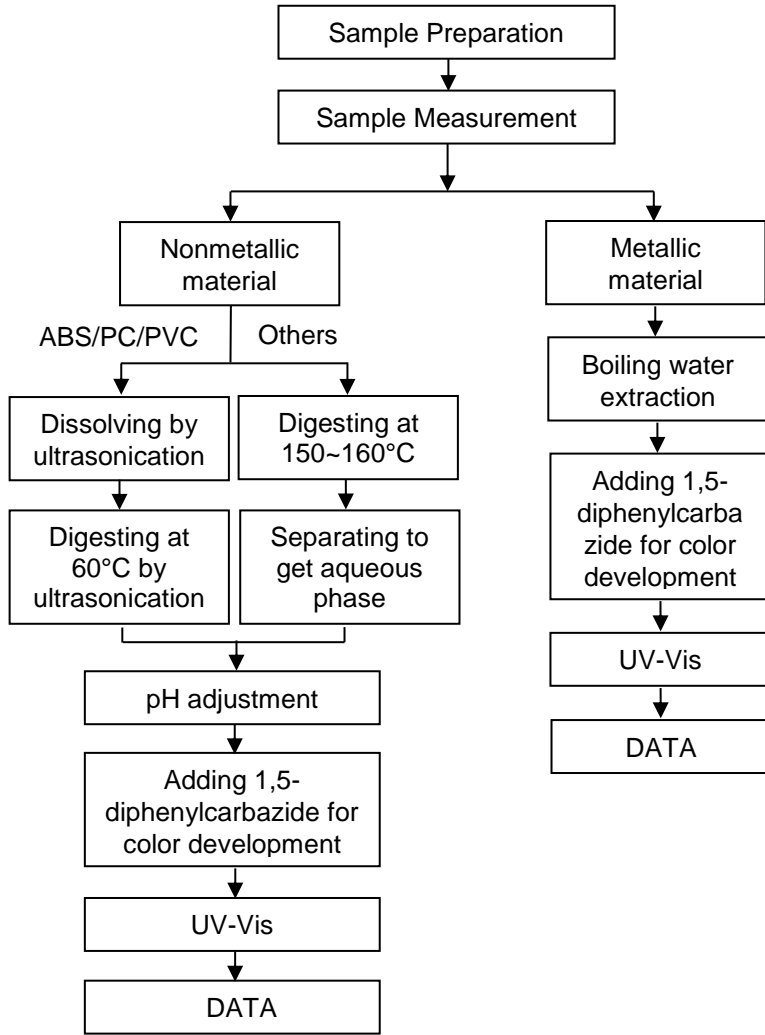 Sample Preparation
Sample Measurement
Nonmetallic
material
ABS/PC/PVC
Others
Dissolving by
ultrasonication
Digesting at
150~160°C
Digesting at
60°C by
ultrasonication
Separating to
get aqueous
phase
pH adjustment
Adding 1,5-
diphenylcarbazide for
color development
UV-Vis
DATA
Metallic
material
Boiling water
extraction
Adding 1,5-
diphenylcarba
zide for color
development
UV-Vis
DATA